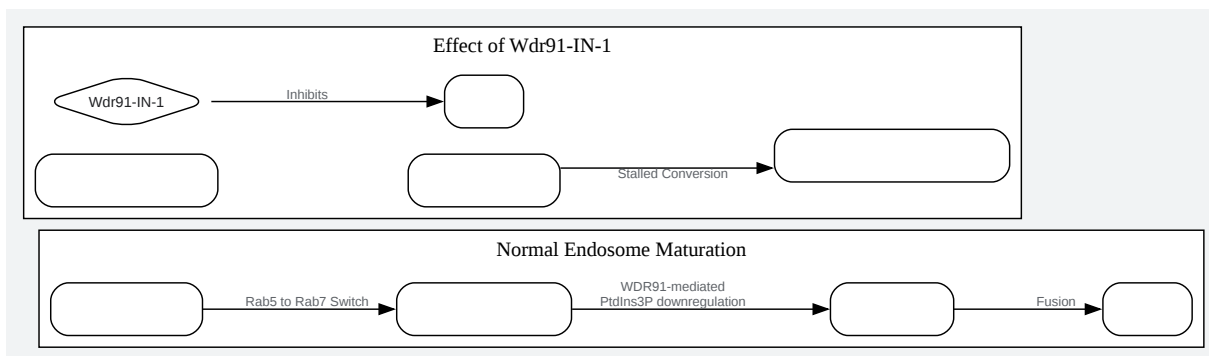 Effect of Wdr91-IN-1
Wdr91-IN-1
Inhibits
Stalled Conversion
Normal Endosome Maturation
Rab5 to Rab7 Switch
WDR91-mediated
PtdIns3P downregulation
Fusion